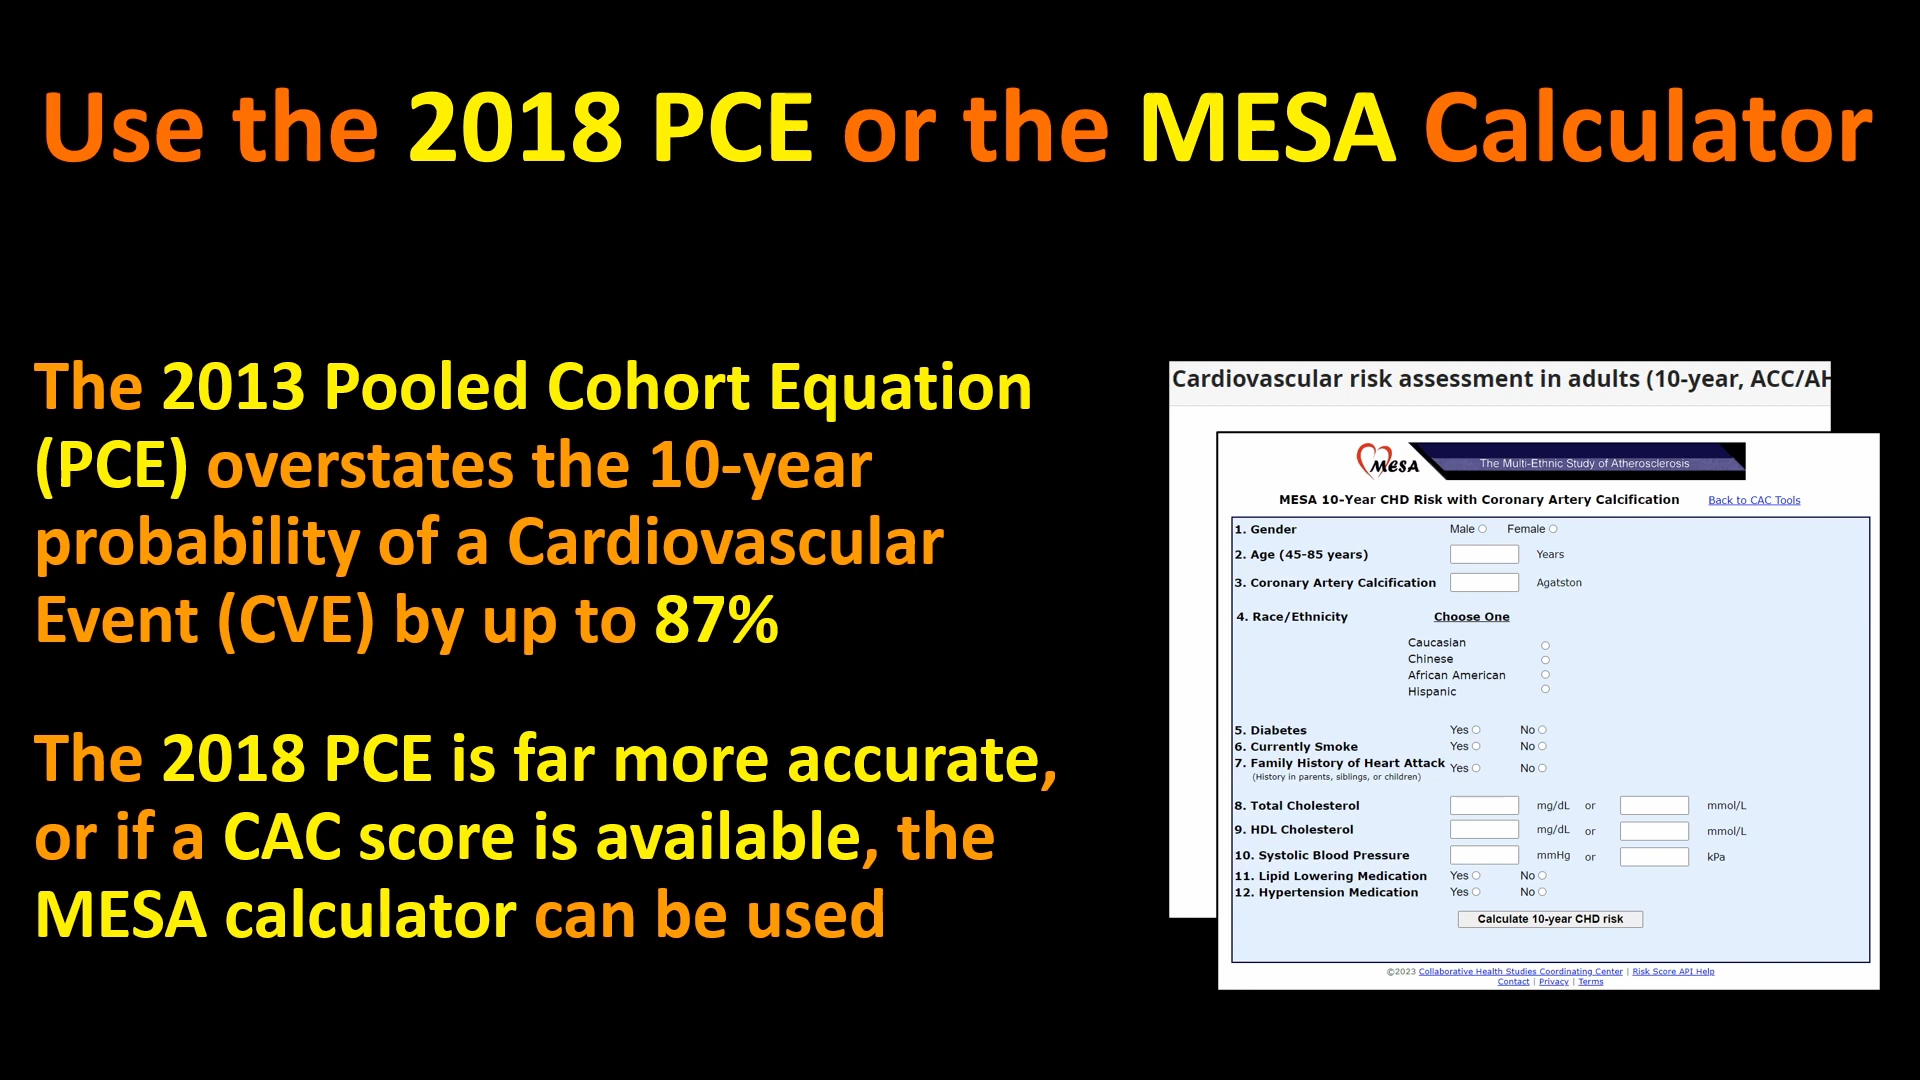 Use the 2018 PCE or the MESA Calculator
The 2013 Pooled Cohort Equation
(PCE) overstates the 10-year
probability of a Cardiovascular
Event (CVE) by up to 87%
The 2018 PCE is far more accurate,
or if a CAC score is available, the
MESA calculator can be used
Cardiovascular risk assessment in adults (10-year, ACC/AH
MESA
The Multi-Ethnic Study of Atherosclerosis
MESA 10-Year CHD Risk with Coronary Artery Calcification Back to CAC Tools
1. Gender Male Female
2. Age (45-85 years) Years
3. Coronary Artery Calcification Agatston
4. Race/Ethnicity Choose One
Caucasian
Chinese
African American
Hispanic
5. Diabetes Yes No
6. Currently Smoke Yes No
7. Family History of Heart Attack Yes No
(History in parents, siblings, or children)
8. Total Cholesterol mg/dL or mmol/L
9. HDL Cholesterol mg/dL or mmol/L
10. Systolic Blood Pressure mmHg or kPa
11. Lipid Lowering Medication Yes No
12. Hypertension Medication Yes No
Calculate 10-year CHD risk
©2023 Collaborative Health Studies Coordinating Center | Risk Score API Help
Contact | Privacy | Terms